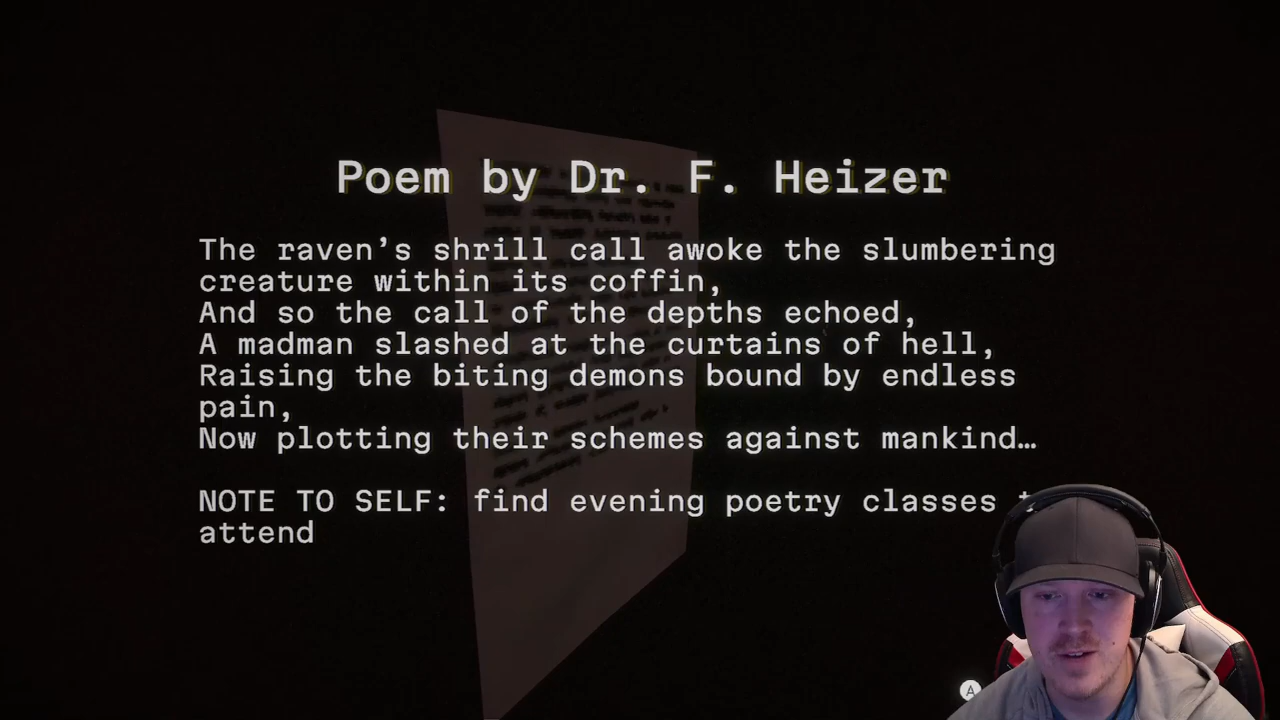 Poem by Dr. F. Heizer
The raven’s shrill call awoke the slumbering
creature within its coffin,
And so the call of the depths echoed,
A madman slashed at the curtains of hell,
Raising the biting demons bound by endless
pain,
Now plotting their schemes against mankind…
NOTE TO SELF: find evening poetry classes
attend
A